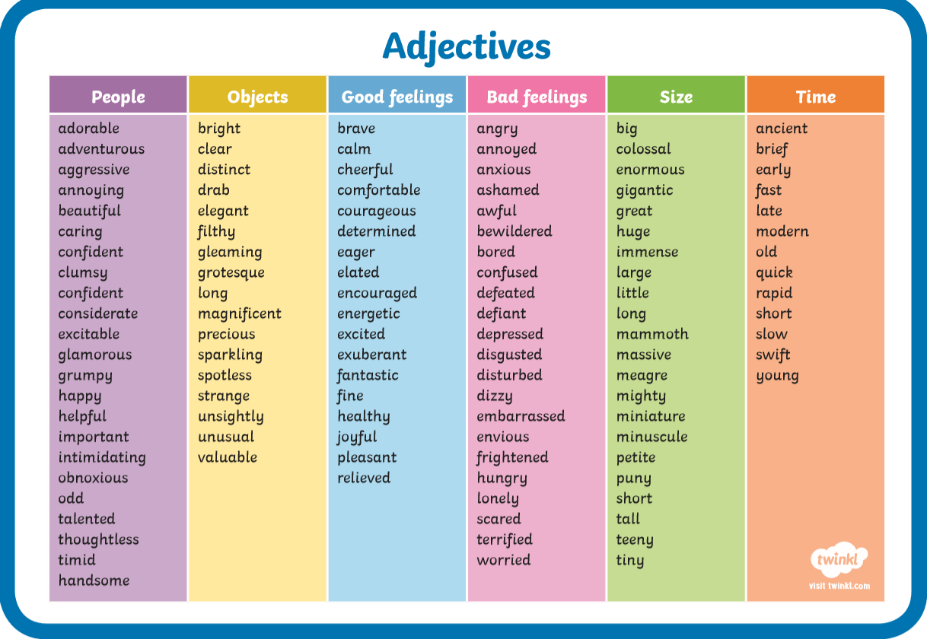 Adjectives
People
adorable
adventurous
aggressive
annoying
beautiful
caring
confident
clumsy
confident
considerate
excitable
glamorous
grumpy
happy
helpful
important
intimidating
obnoxious
odd
talented
thoughtless
timid
handsome
Objects
bright
clear
distinct
drab
elegant
filthy
gleaming
grotesque
long
magnificent
precious
sparkling
spotless
strange
unsightly
unusual
valuable
Good feelings
brave
calm
cheerful
comfortable
courageous
determined
eager
elated
encouraged
energetic
excited
exuberant
fantastic
fine
healthy
joyful
pleasant
relieved
Bad feelings
angry
annoyed
anxious
ashamed
awful
bewildered
bored
confused
defeated
defiant
depressed
disgusted
disturbed
dizzy
embarrassed
envious
frightened
hungry
lonely
scared
terrified
worried
Size
big
colossal
enormous
gigantic
great
huge
immense
large
little
long
mammoth
massive
meagre
mighty
miniature
minuscule
petite
puny
short
tall
teeny
tiny
Time
ancient
brief
early
fast
late
modern
old
quick
rapid
short
slow
swift
young
twinkl
visit twinkl.com